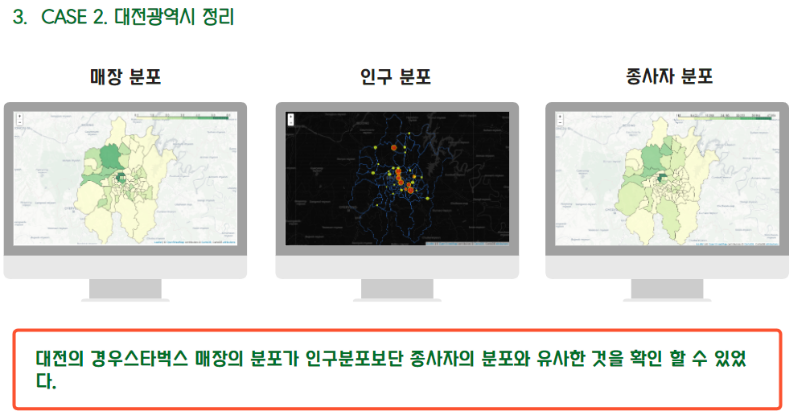 3. CASE 2. 대전광역시 정리
매장 분포
인구 분포
종사자 분포
대전의 경우스타벅스 매장의 분포가 인구분포보단 종사자의 분포와 유사한 것을 확인 할 수 있었
다.